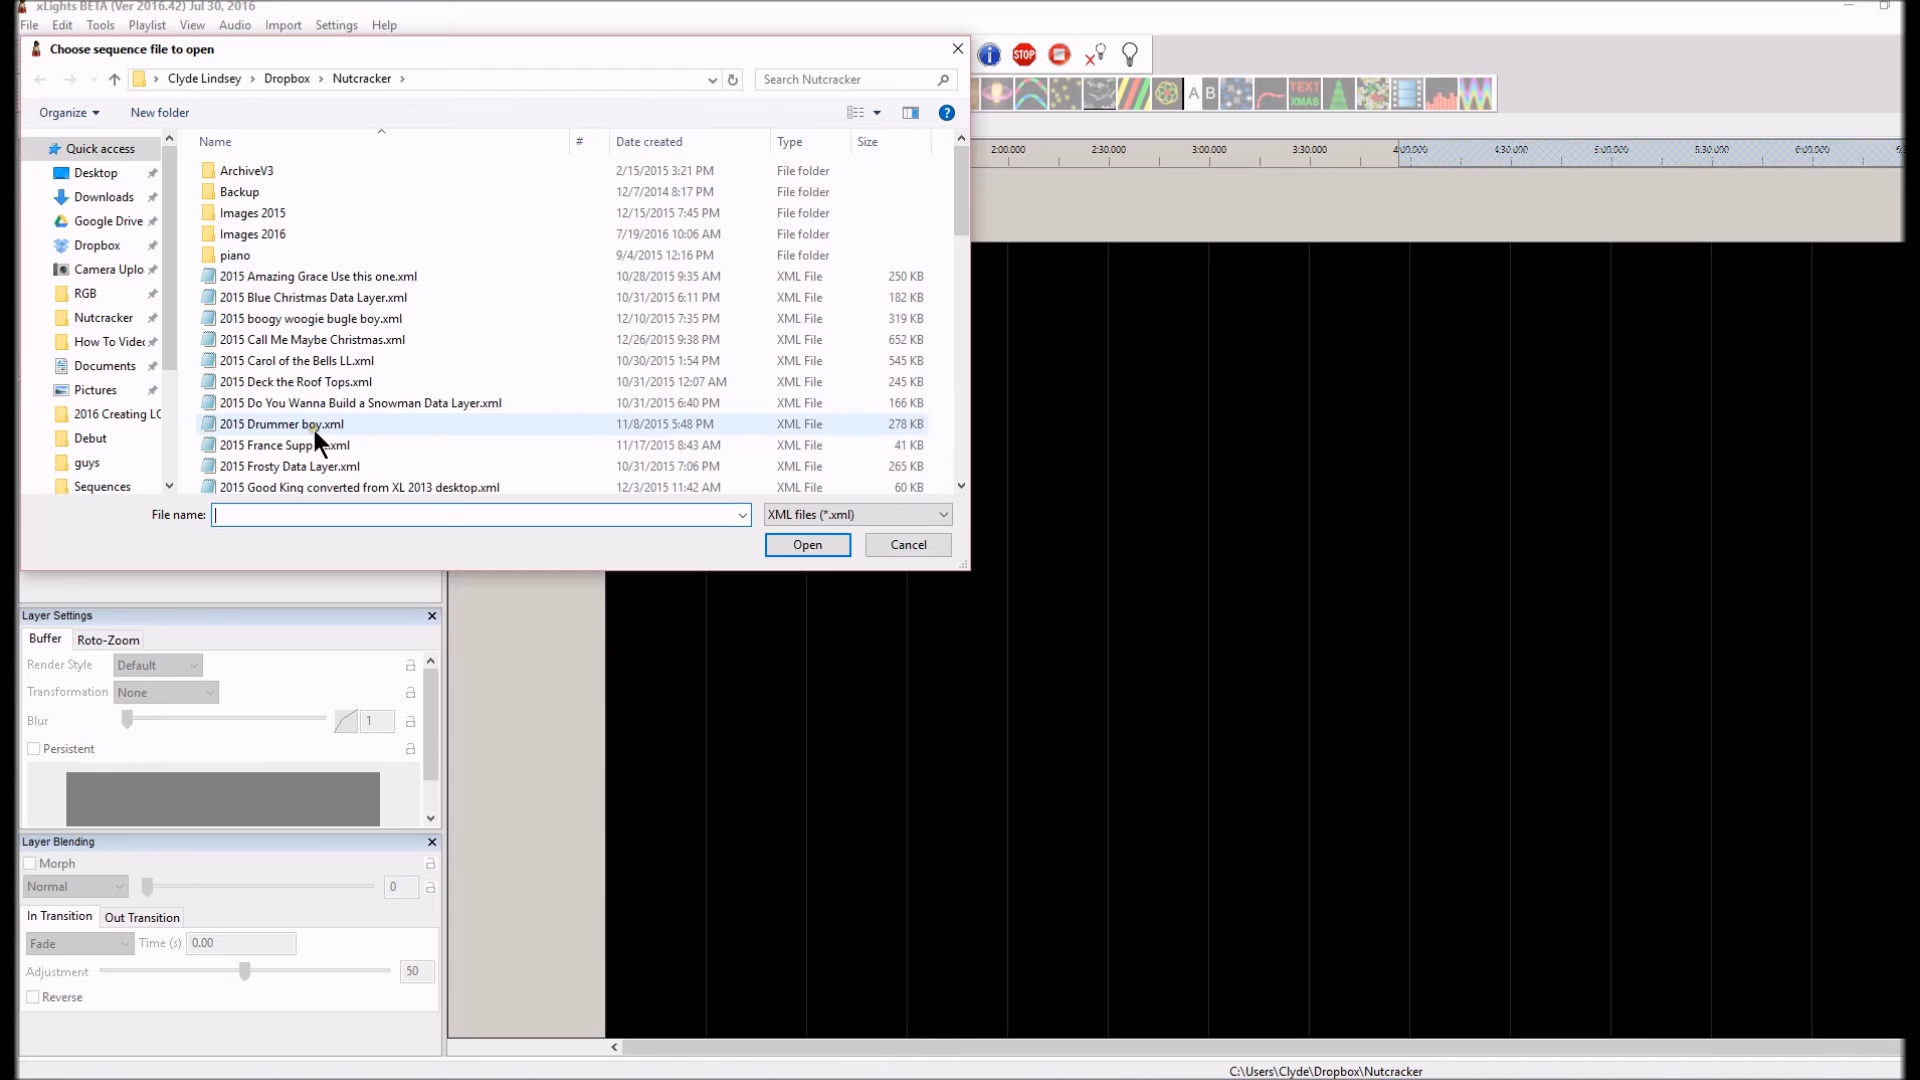 xLights BETA (Ver 2016.42) Jul 30, 2016
File Edit Tools Playlist View Audio Import Settings Help
Choose sequence file to open
Clyde Lindsey > Dropbox > Nutcracker >
Search Nutcracker
STOP
A B
TEXT XMAS
Organize
New folder
Name # Date created Type Size
2:00.000 2:30.000 3:00.000 3:30.000 4:00.000 4:30.000 5:00.000 5:30.000 6:00.000
Quick access
Desktop
Downloads
Google Drive
Dropbox
Camera Uplo
RGB
Nutcracker
How To Videc
Documents
Pictures
2016 Creating LC
Debut
guys
Sequences
ArchiveV3 2/15/2015 3:21 PM File folder
Backup 12/7/2014 8:17 PM File folder
Images 2015 12/15/2015 7:45 PM File folder
Images 2016 7/19/2016 10:06 AM File folder
piano 9/4/2015 12:16 PM File folder
2015 Amazing Grace Use this one.xml 10/28/2015 9:35 AM XML File 250 KB
2015 Blue Christmas Data Layer.xml 10/31/2015 6:11 PM XML File 182 KB
2015 boogy woogie bugle boy.xml 12/10/2015 7:35 PM XML File 319 KB
2015 Call Me Maybe Christmas.xml 12/26/2015 9:38 PM XML File 652 KB
2015 Carol of the Bells LL.xml 10/30/2015 1:54 PM XML File 545 KB
2015 Deck the Roof Tops.xml 10/31/2015 12:07 AM XML File 245 KB
2015 Do You Wanna Build a Snowman Data Layer.xml 10/31/2015 6:40 PM XML File 166 KB
2015 Drummer boy.xml 11/8/2015 5:48 PM XML File 278 KB
2015 France .xml 11/17/2015 8:43 AM XML File 41 KB
2015 Frosty Data Layer.xml 10/31/2015 7:06 PM XML File 265 KB
2015 Good King converted from XL 2013 desktop.xml 12/3/2015 11:42 AM XML File 60 KB
File name:
XML files (*.xml)
Open Cancel
Layer Settings
Buffer Roto-Zoom
Render Style Default
Transformation None
Blur 1
Persistent
Layer Blending
Morph
Normal 0
In Transition Out Transition
Fade Time (s) 0.00
Adjustment 50
Reverse
C:\Users\Clyde\Dropbox\Nutcracker